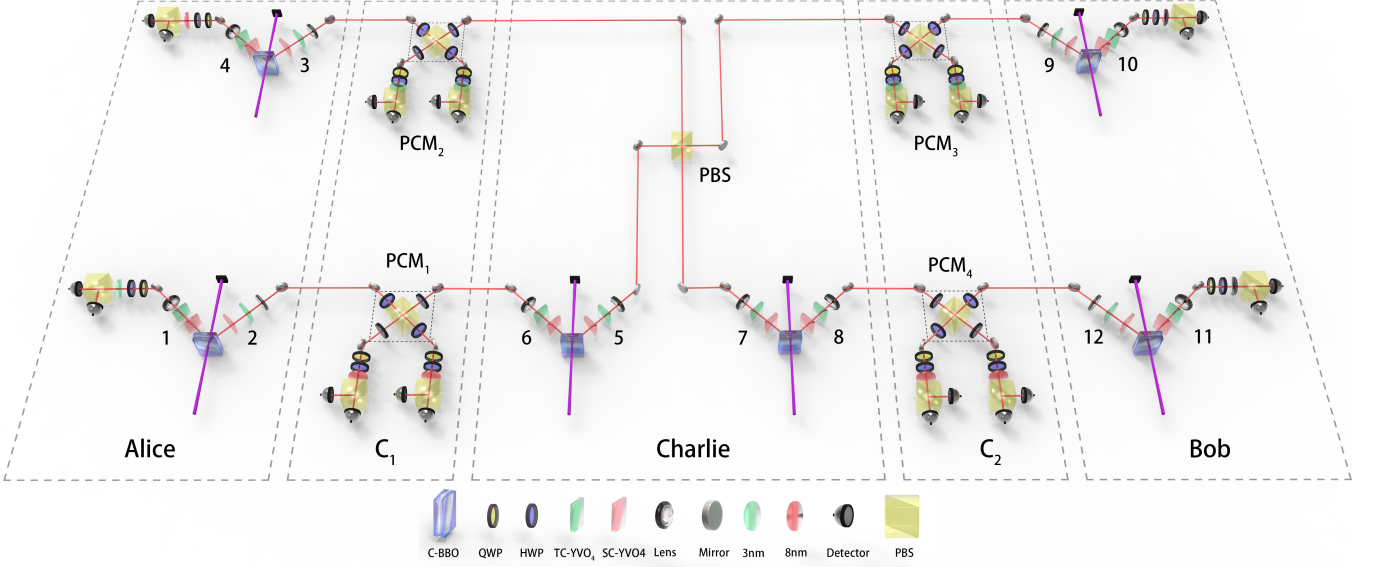 4 3 9 10
PCM2 PCM3
PBS
PCM1 PCM4
1 2 6 5 7 8 12 11
Alice C1 Charlie C2 Bob
C-BBO QWP HWP TC-YVO4 SC-YVO4 Lens Mirror 3nm 8nm Detector PBS